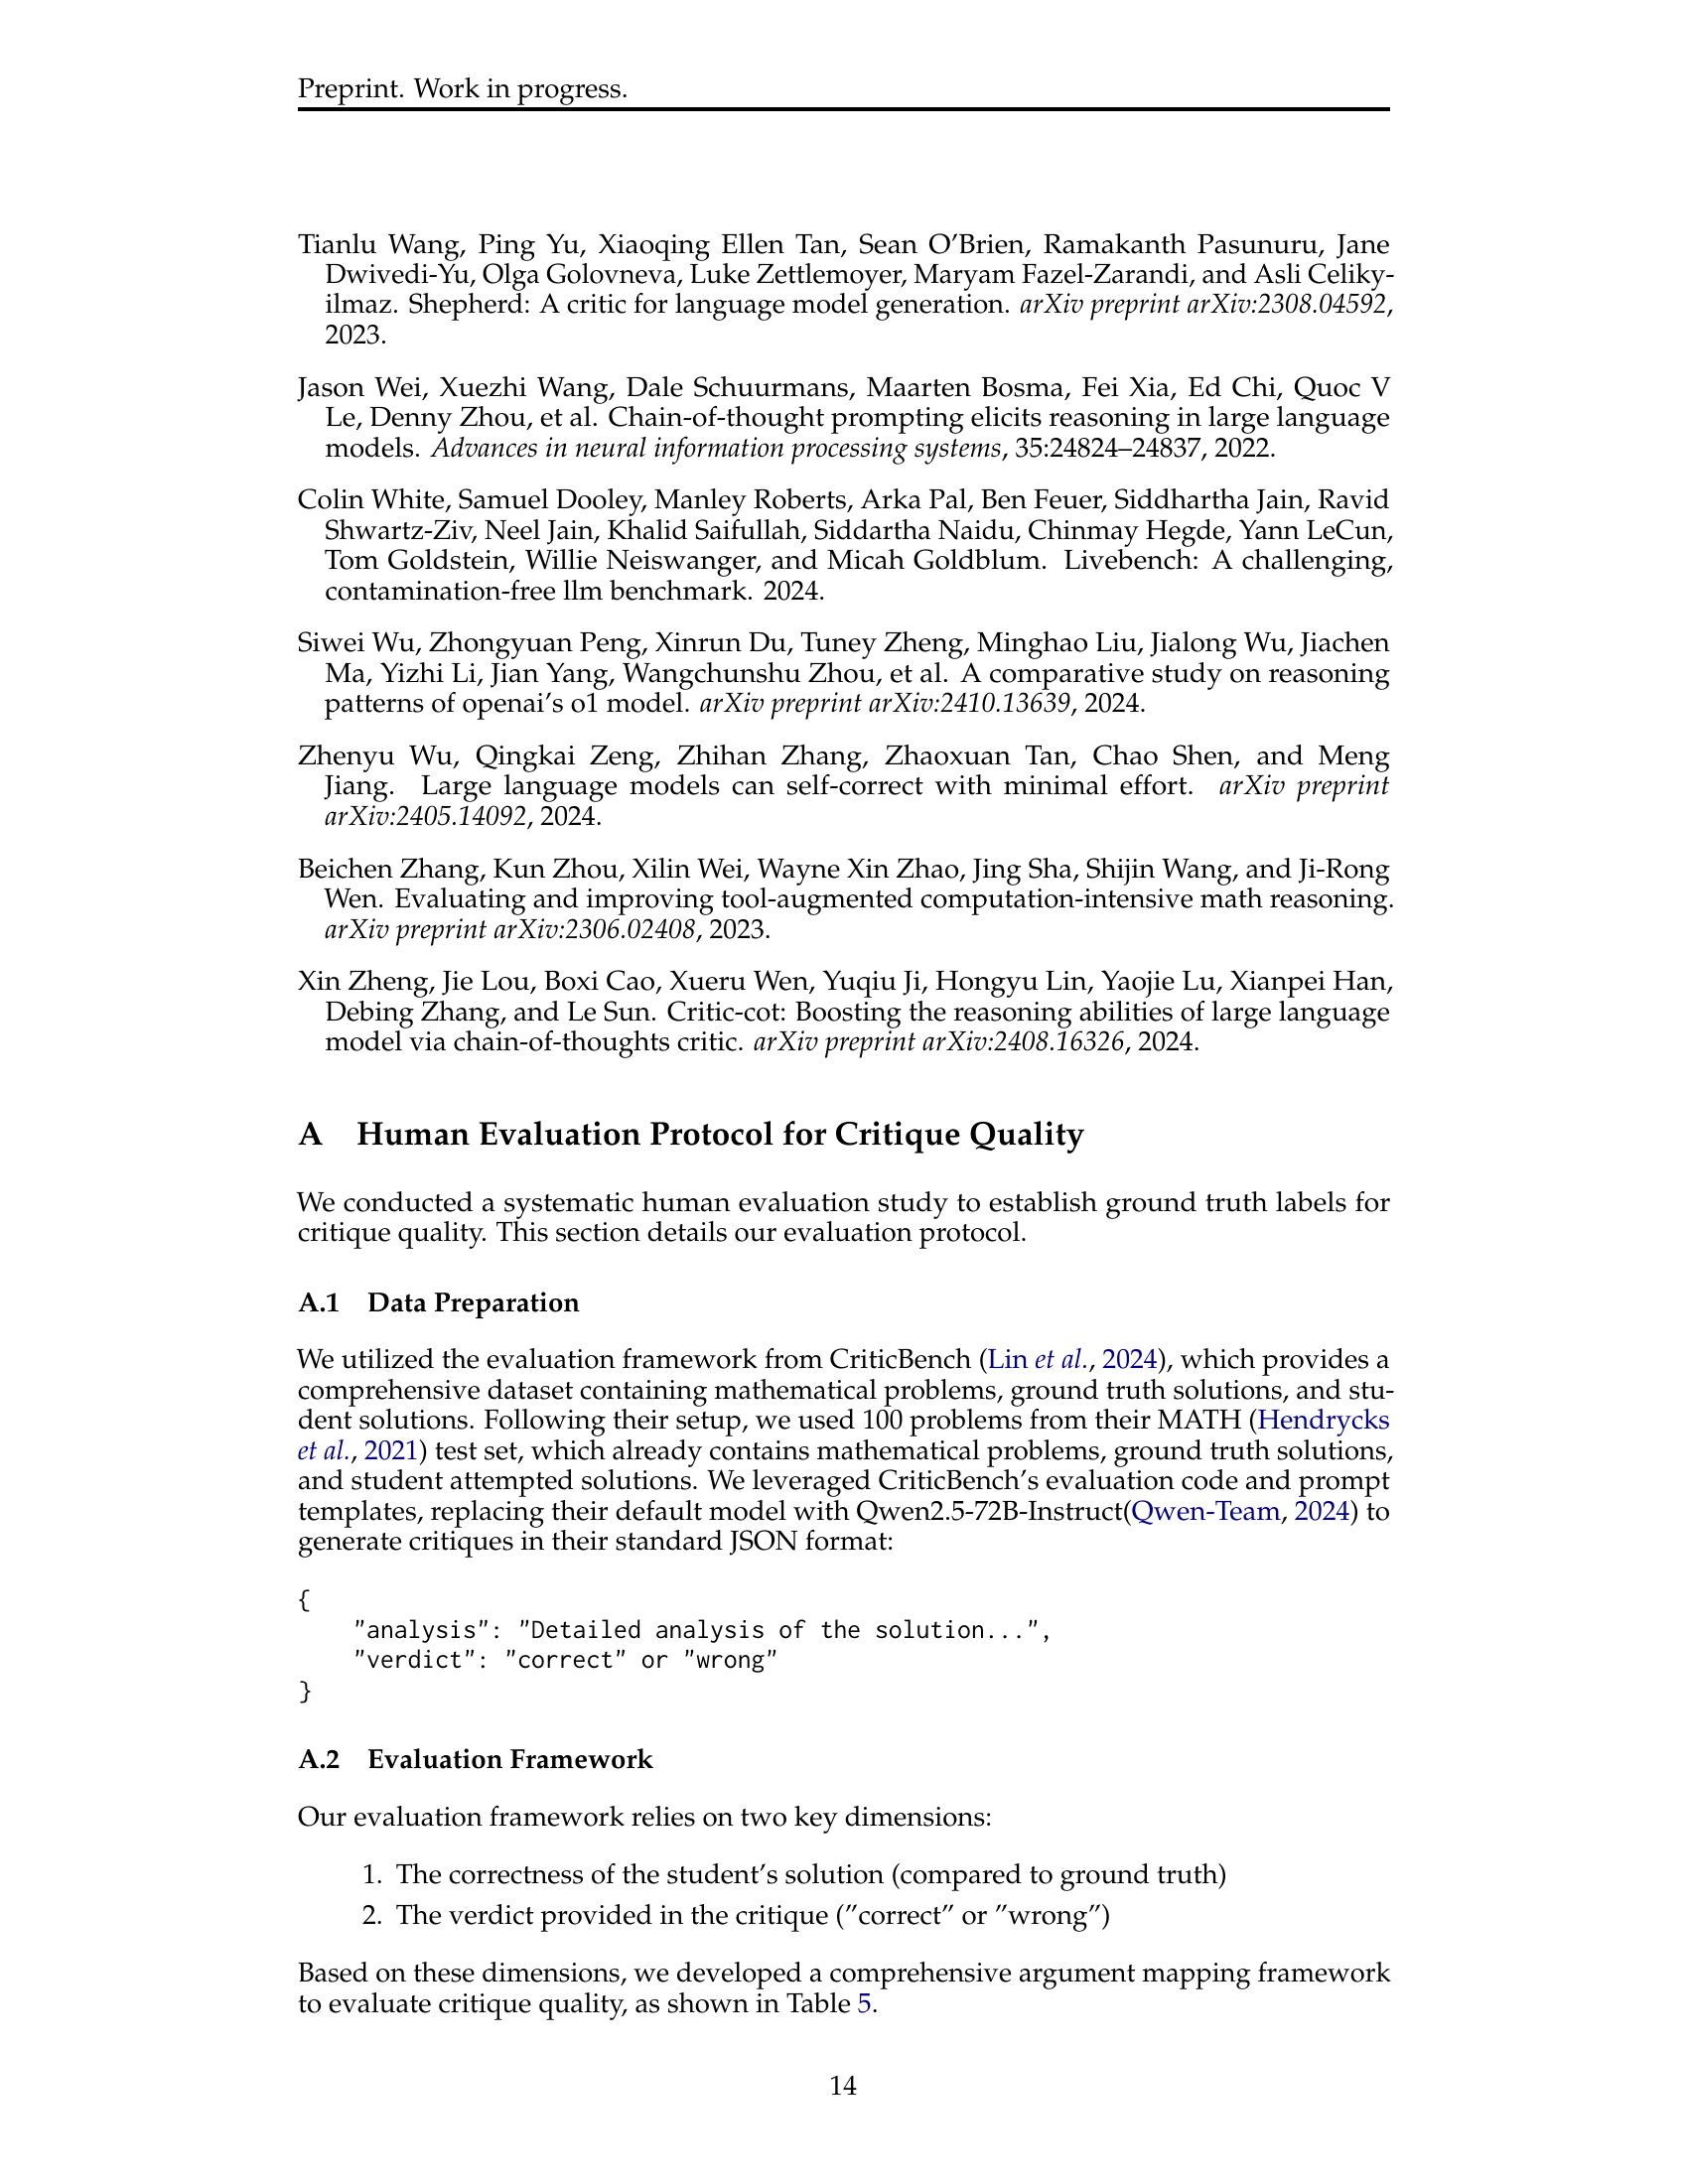 Preprint. Work in progress.
Tianlu Wang, Ping Yu, Xiaoqing Ellen Tan, Sean O’Brien, Ramakanth Pasunuru, Jane
Dwivedi-Yu, Olga Golovneva, Luke Zettlemoyer, Maryam Fazel-Zarandi, and Asli Celiky-
ilmaz. Shepherd: A critic for language model generation. arXiv preprint arXiv:2308.04592,
2023.
Jason Wei, Xuezhi Wang, Dale Schuurmans, Maarten Bosma, Fei Xia, Ed Chi, Quoc V
Le, Denny Zhou, et al. Chain-of-thought prompting elicits reasoning in large language
models. Advances in neural information processing systems, 35:24824–24837, 2022.
Colin White, Samuel Dooley, Manley Roberts, Arka Pal, Ben Feuer, Siddhartha Jain, Ravid
Shwartz-Ziv, Neel Jain, Khalid Saifullah, Siddartha Naidu, Chinmay Hegde, Yann LeCun,
Tom Goldstein, Willie Neiswanger, and Micah Goldblum. Livebench: A challenging,
contamination-free llm benchmark. 2024.
Siwei Wu, Zhongyuan Peng, Xinrun Du, Tuney Zheng, Minghao Liu, Jialong Wu, Jiachen
Ma, Yizhi Li, Jian Yang, Wangchunshu Zhou, et al. A comparative study on reasoning
patterns of openai’s o1 model. arXiv preprint arXiv:2410.13639, 2024.
Zhenyu Wu, Qingkai Zeng, Zhihan Zhang, Zhaoxuan Tan, Chao Shen, and Meng
Jiang. Large language models can self-correct with minimal effort. arXiv preprint
arXiv:2405.14092, 2024.
Beichen Zhang, Kun Zhou, Xilin Wei, Wayne Xin Zhao, Jing Sha, Shijin Wang, and Ji-Rong
Wen. Evaluating and improving tool-augmented computation-intensive math reasoning.
arXiv preprint arXiv:2306.02408, 2023.
Xin Zheng, Jie Lou, Boxi Cao, Xueru Wen, Yuqiu Ji, Hongyu Lin, Yaojie Lu, Xianpei Han,
Debing Zhang, and Le Sun. Critic-cot: Boosting the reasoning abilities of large language
model via chain-of-thoughts critic. arXiv preprint arXiv:2408.16326, 2024.
A Human Evaluation Protocol for Critique Quality
We conducted a systematic human evaluation study to establish ground truth labels for
critique quality. This section details our evaluation protocol.
A.1 Data Preparation
We utilized the evaluation framework from CriticBench (Lin et al., 2024), which provides a
comprehensive dataset containing mathematical problems, ground truth solutions, and stu-
dent solutions. Following their setup, we used 100 problems from their MATH (Hendrycks
et al., 2021) test set, which already contains mathematical problems, ground truth solutions,
and student attempted solutions. We leveraged CriticBench’s evaluation code and prompt
templates, replacing their default model with Qwen2.5-72B-Instruct(Qwen-Team, 2024) to
generate critiques in their standard JSON format:
{
"analysis": "Detailed analysis of the solution...",
"verdict": "correct" or "wrong"
}
A.2 Evaluation Framework
Our evaluation framework relies on two key dimensions:
1. The correctness of the student’s solution (compared to ground truth)
2. The verdict provided in the critique (”correct” or ”wrong”)
Based on these dimensions, we developed a comprehensive argument mapping framework
to evaluate critique quality, as shown in Table 5.
14